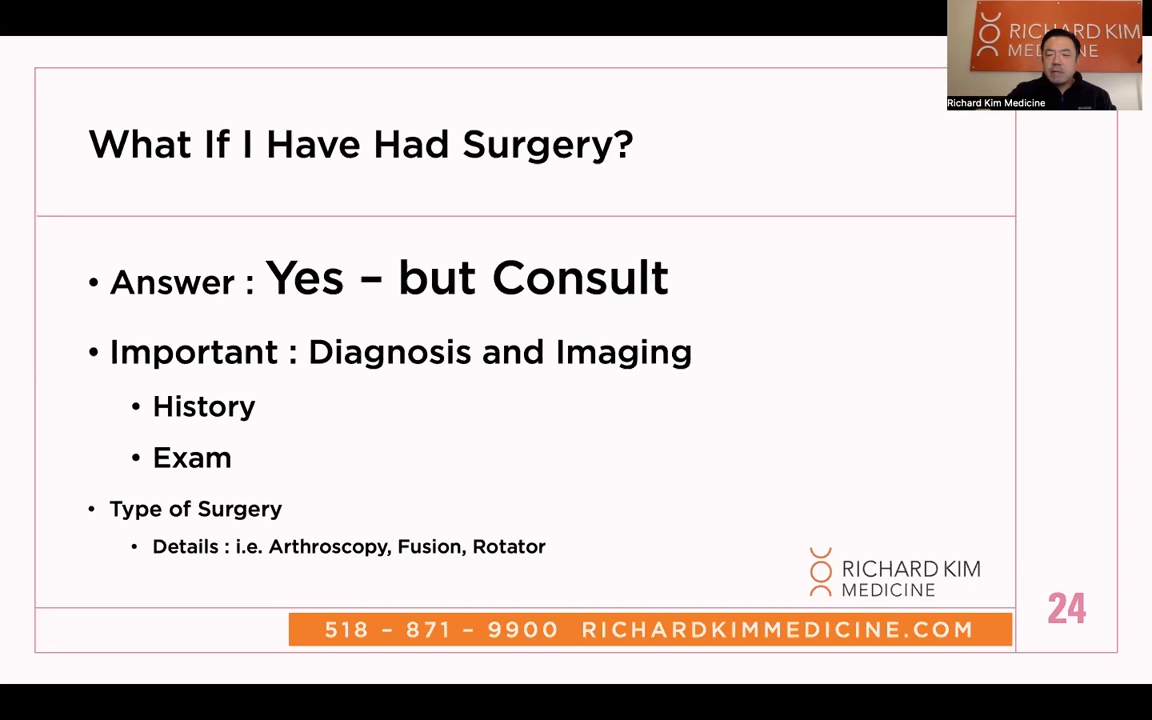 RICHARD KIM
MEDICINE
Richard Kim Medicine
What If I Have Had Surgery?
• Answer : Yes – but Consult
• Important : Diagnosis and Imaging
• History
• Exam
• Type of Surgery
• Details : i.e. Arthroscopy, Fusion, Rotator
RICHARD KIM
MEDICINE
24
518 – 871 – 9900 RICHARDKIMMEDICINE.COM